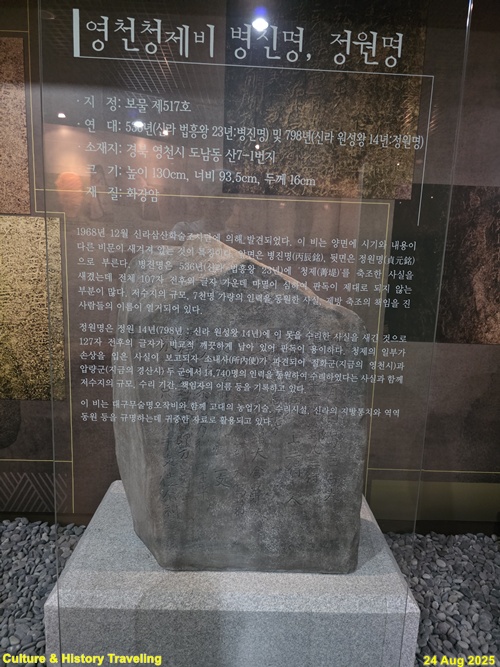 영천청제비 병진명, 정원명
· 지 정: 보물 제517호
· 연 대: 536년(신라 법흥왕 23년:병진명) 및 798년(신라 원성왕 14년:정원명)
· 소재지: 경북 영천시 도남동 산7-1번지
· 크 기: 높이 130cm, 너비 93.5cm, 두께 16cm
재 질: 화강암
1968년 12월 신라삼산학술조사단에 의해 발견되었다. 이 비는 양면에 시기와 내용이
다른 비문이 새겨져 있는 것이 앞면은 병진명(丙辰銘), 뒷면은 정원명(貞元銘)
으로 부른다. 병진명은 536년(신라 법흥왕 23년)에 청제(菁堤)를 축조한 사실을
새겼는데 전체 107자 전후의 글자 가운데 마멸이 심하여 판독이 제대로 되지 않는
부분이 많다. 저수지의 규모, 7천명 가량의 인력을 동원한 사실, 제방 축조의 책임을 진
사람들의 이름이 열거되어 있다.
정원명은 정원 14년(798년 : 신라 원성왕 14년)에 이 못을 수리한 사실을 새긴 것으로
127자 전후의 글자가 비교적 깨끗하게 남아 있어 판독이 용이하다. 청제의 일부가
손상을 입은 사실이 보고되자 소내사(所內使)가 파견되어 절화군(지금의 영천시)과
압량군(지금의 경산시) 두 군에서 14,740명의 인력을 동원하여 수리하였다는 사실과 함께
저수지의 규모, 수리 기간, 책임자의 이름 등을 기록하고 있다.
이 비는 대구무술명오작비와 함께 고대의 농업기술, 수리시설, 신라의 지방통치와 역역
동원 등을 규명하는데 귀중한 자료로 활용되고 있다.
Culture & History Traveling
24 Aug 2025